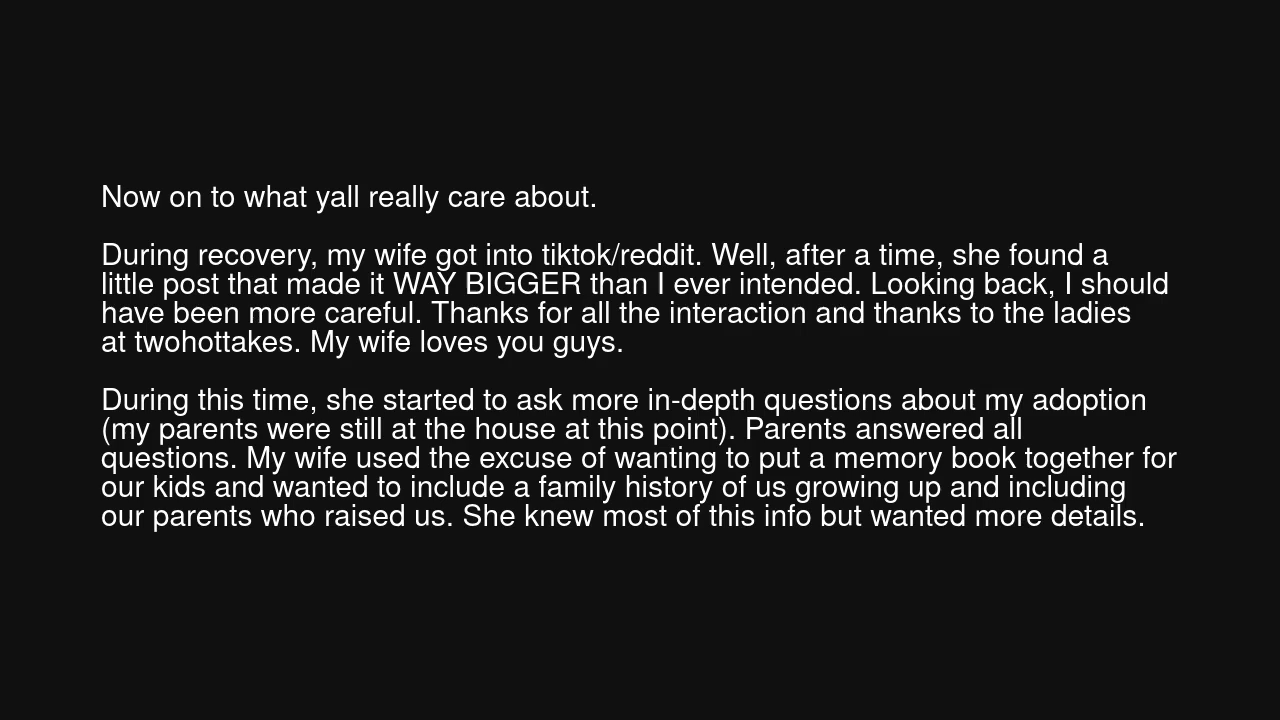 Now on to what yall really care about.
During recovery, my wife got into tiktok/reddit. Well, after a time, she found a
little post that made it WAY BIGGER than I ever intended. Looking back, I should
have been more careful. Thanks for all the interaction and thanks to the ladies
at twohottakes. My wife loves you guys.
During this time, she started to ask more in-depth questions about my adoption
(my parents were still at the house at this point). Parents answered all
questions. My wife used the excuse of wanting to put a memory book together for
our kids and wanted to include a family history of us growing up and including
our parents who raised us. She knew most of this info but wanted more details.